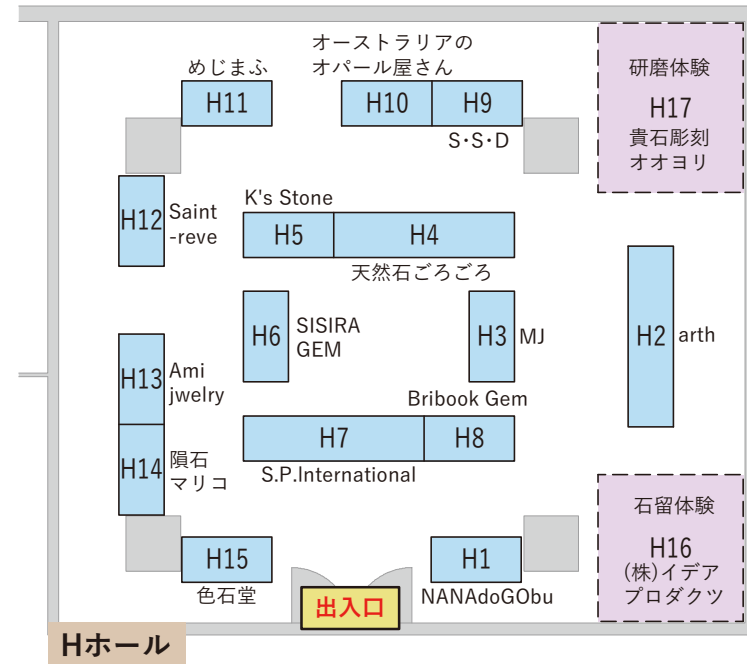 オーストラリアの
オパール屋さん
めじまふ
H11
H10
H9
S・S・D
研磨体験
H17
貴石彫刻
オオヨリ
H12
Saint
-reve
K's Stone
H5
H4
天然石ごろごろ
H6
SISIRA
GEM
H3
MJ
H2
arth
H13
Ami
jwelry
Bribook Gem
H7
H8
S.P.International
H14
隕石
マリコ
石留体験
H16
(株)イデア
プロダクツ
H15
色石堂
H1
NANAdoGObu
出入口
Hホール